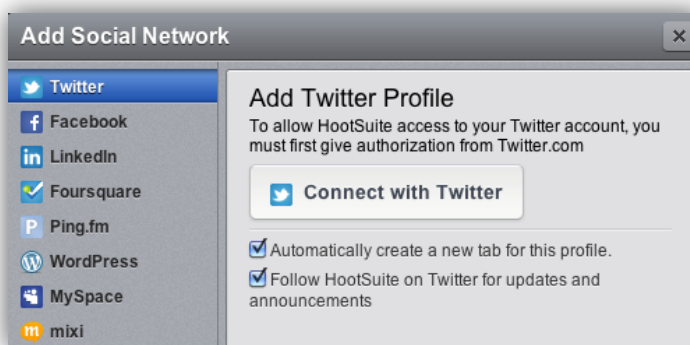 Add Social Network
Twitter
Facebook
LinkedIn
Foursquare
Ping.fm
WordPress
MySpace
mixi
Add Twitter Profile
To allow HootSuite access to your Twitter account, you
must first give authorization from Twitter.com
Connect with Twitter
Automatically create a new tab for this profile.
Follow HootSuite on Twitter for updates and
announcements